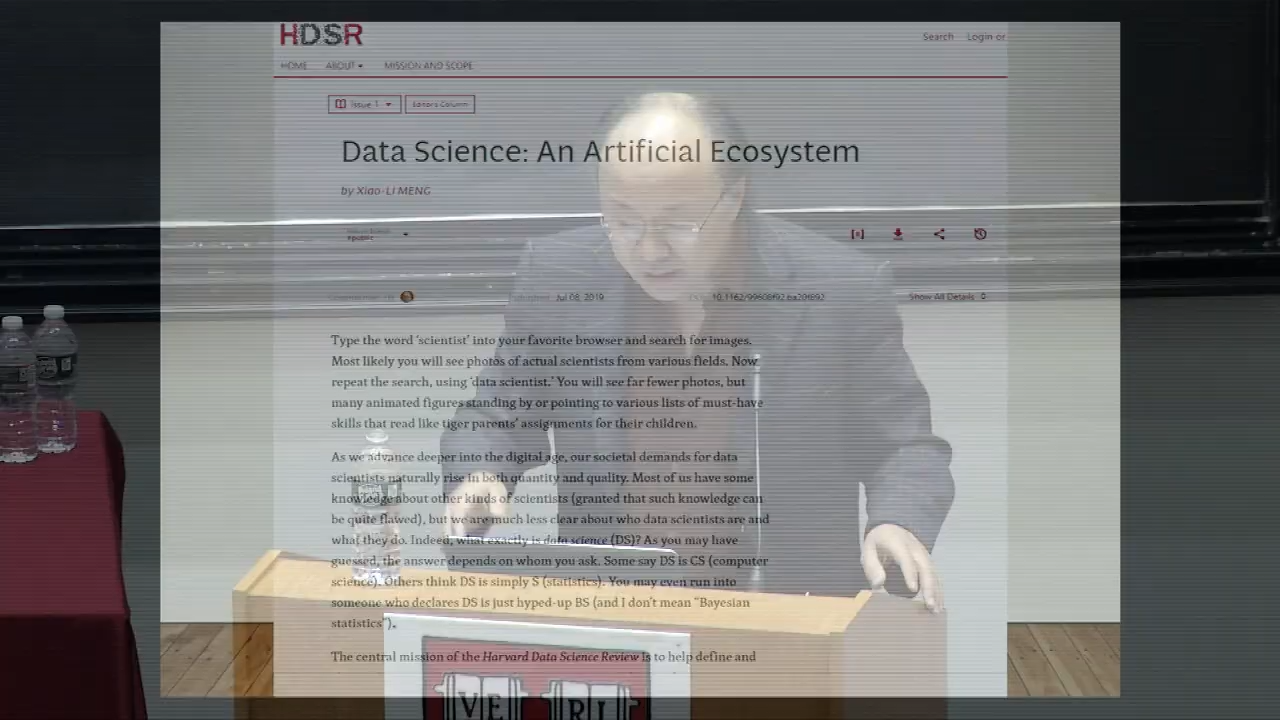 HDSR
Search Login or
HOME ABOUT MISSION AND SCOPE
Issue 1 Editor's Column
Data Science: An Artificial Ecosystem
by Xiao-Li MENG
#public
Jul 08, 2019 Show All Details
Type the word 'scientist' into your favorite browser and search for images.
Most likely you will see photos of actual scientists from various fields. Now
repeat the search, using 'data scientist.' You will see far fewer photos, but
many animated figures standing by or pointing to various lists of must-have
skills that read like tiger parents' assignments for their children.
As we advance deeper into the digital age, our societal demands for data
scientists naturally rise in both quantity and quality. Most of us have some
knowledge about other kinds of scientists (granted that such knowledge can
be quite flawed), but we are much less clear about who data scientists are and
what they do. Indeed, what exactly is data science (DS)? As you may have
guessed, the answer depends on whom you ask. Some say DS is CS (computer
science). Others think DS is simply S (statistics). You may even run into
someone who declares DS is just hyped-up BS (and I don't mean "Bayesian
statistics").
The central mission of the Harvard Data Science Review is to help define and
VE RI